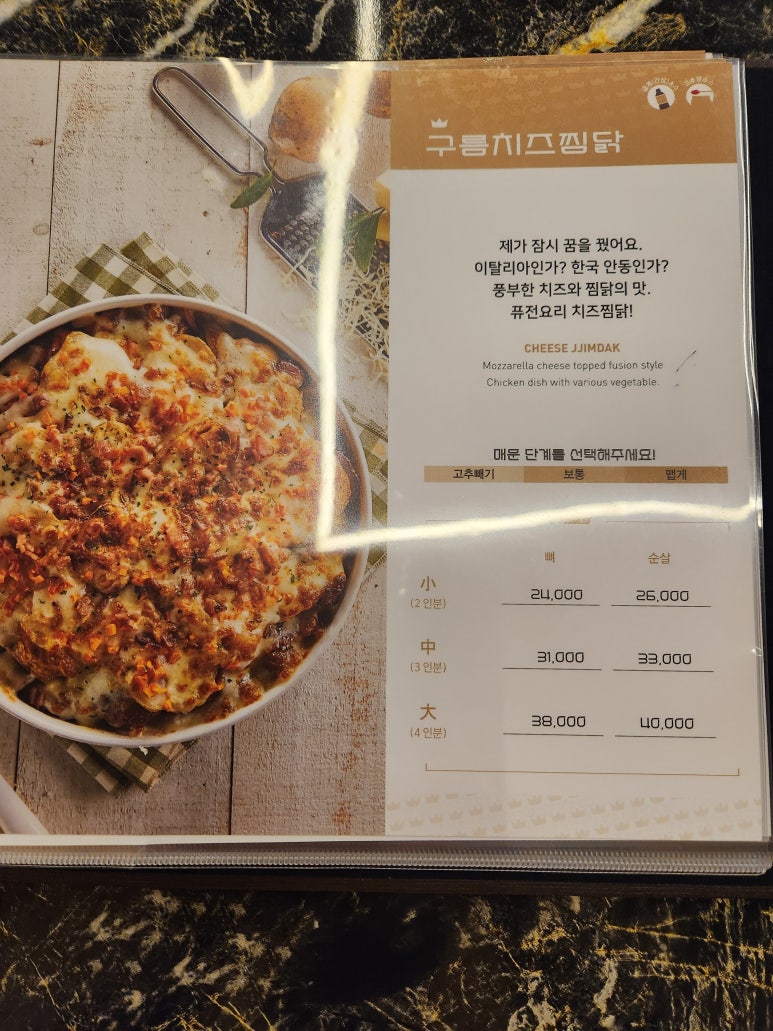 구름치즈찜닭
제가 잠시 꿈을 꿨어요.
이탈리아인가? 한국 안동인가?
풍부한 치즈와 찜닭의 맛.
퓨전요리 치즈찜닭!
CHEESE JJIMDAK
Mozzarella cheese topped fusion style
Chicken dish with various vegetable.
매운 단계를 선택해주세요!
고추빼기 보통 맵게
뼈 순살
小 24,000 26,000
(2인분)
中 31,000 33,000
(3인분)
大 38,000 40,000
(4인분)